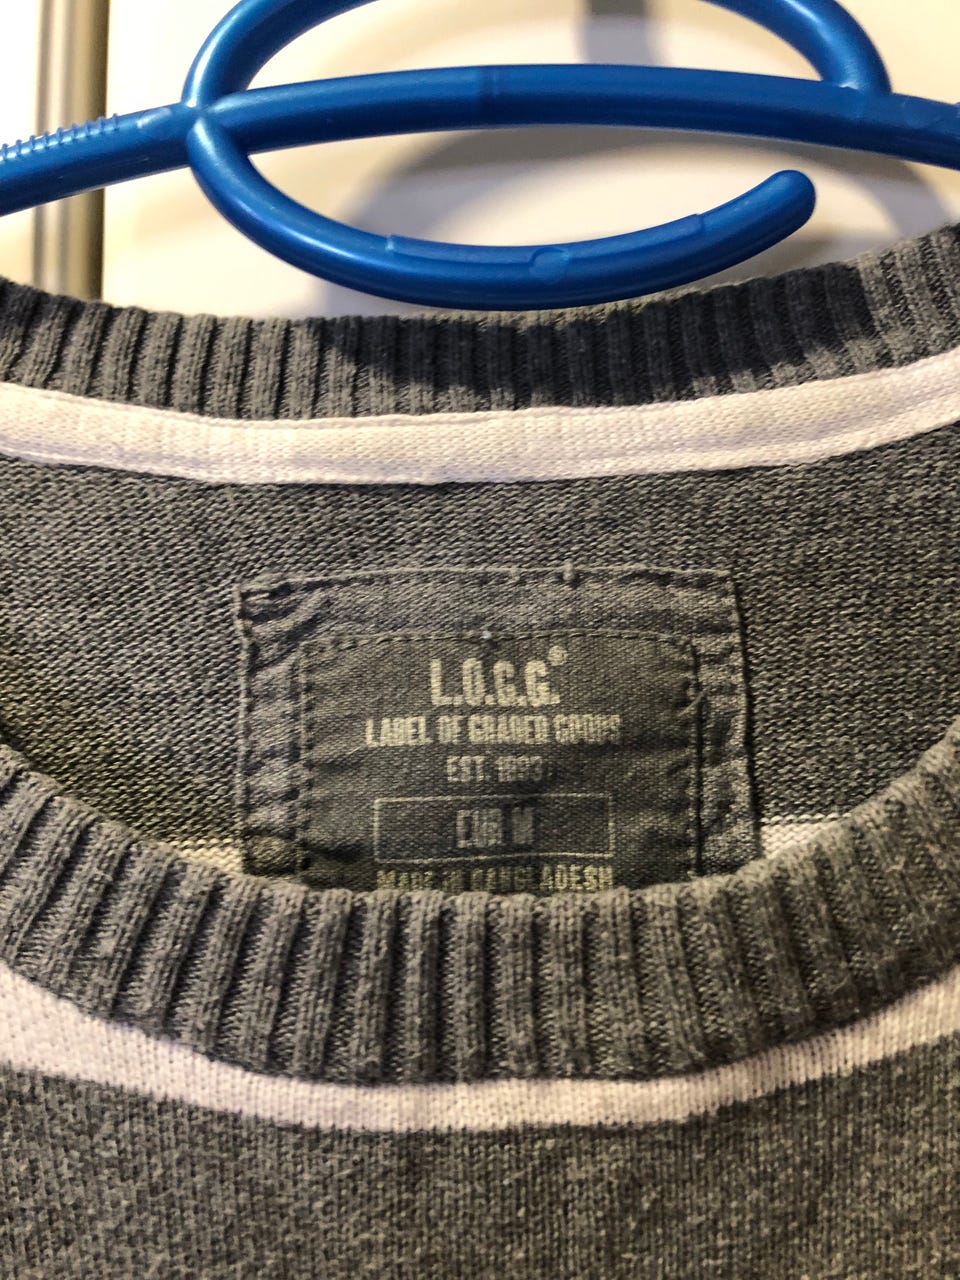 L.O.G.G.®
LABEL OF GRADED GOODS
EST.
EUR M
MADE IN BANGLADESH